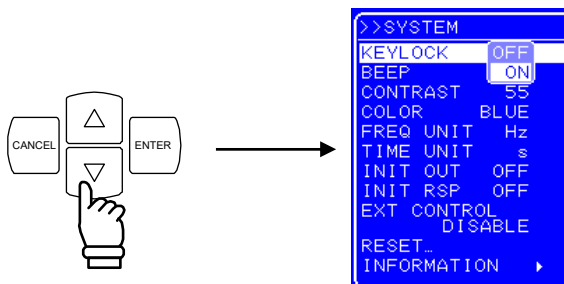 CANCEL
ENTER
>>SYSTEM
KEYLOCK OFF
BEEP ON
CONTRAST 55
COLOR BLUE
FREQ UNIT Hz
TIME UNIT s
INIT OUT OFF
INIT RSP OFF
EXT CONTROL
DISABLE
RESET…
INFORMATION